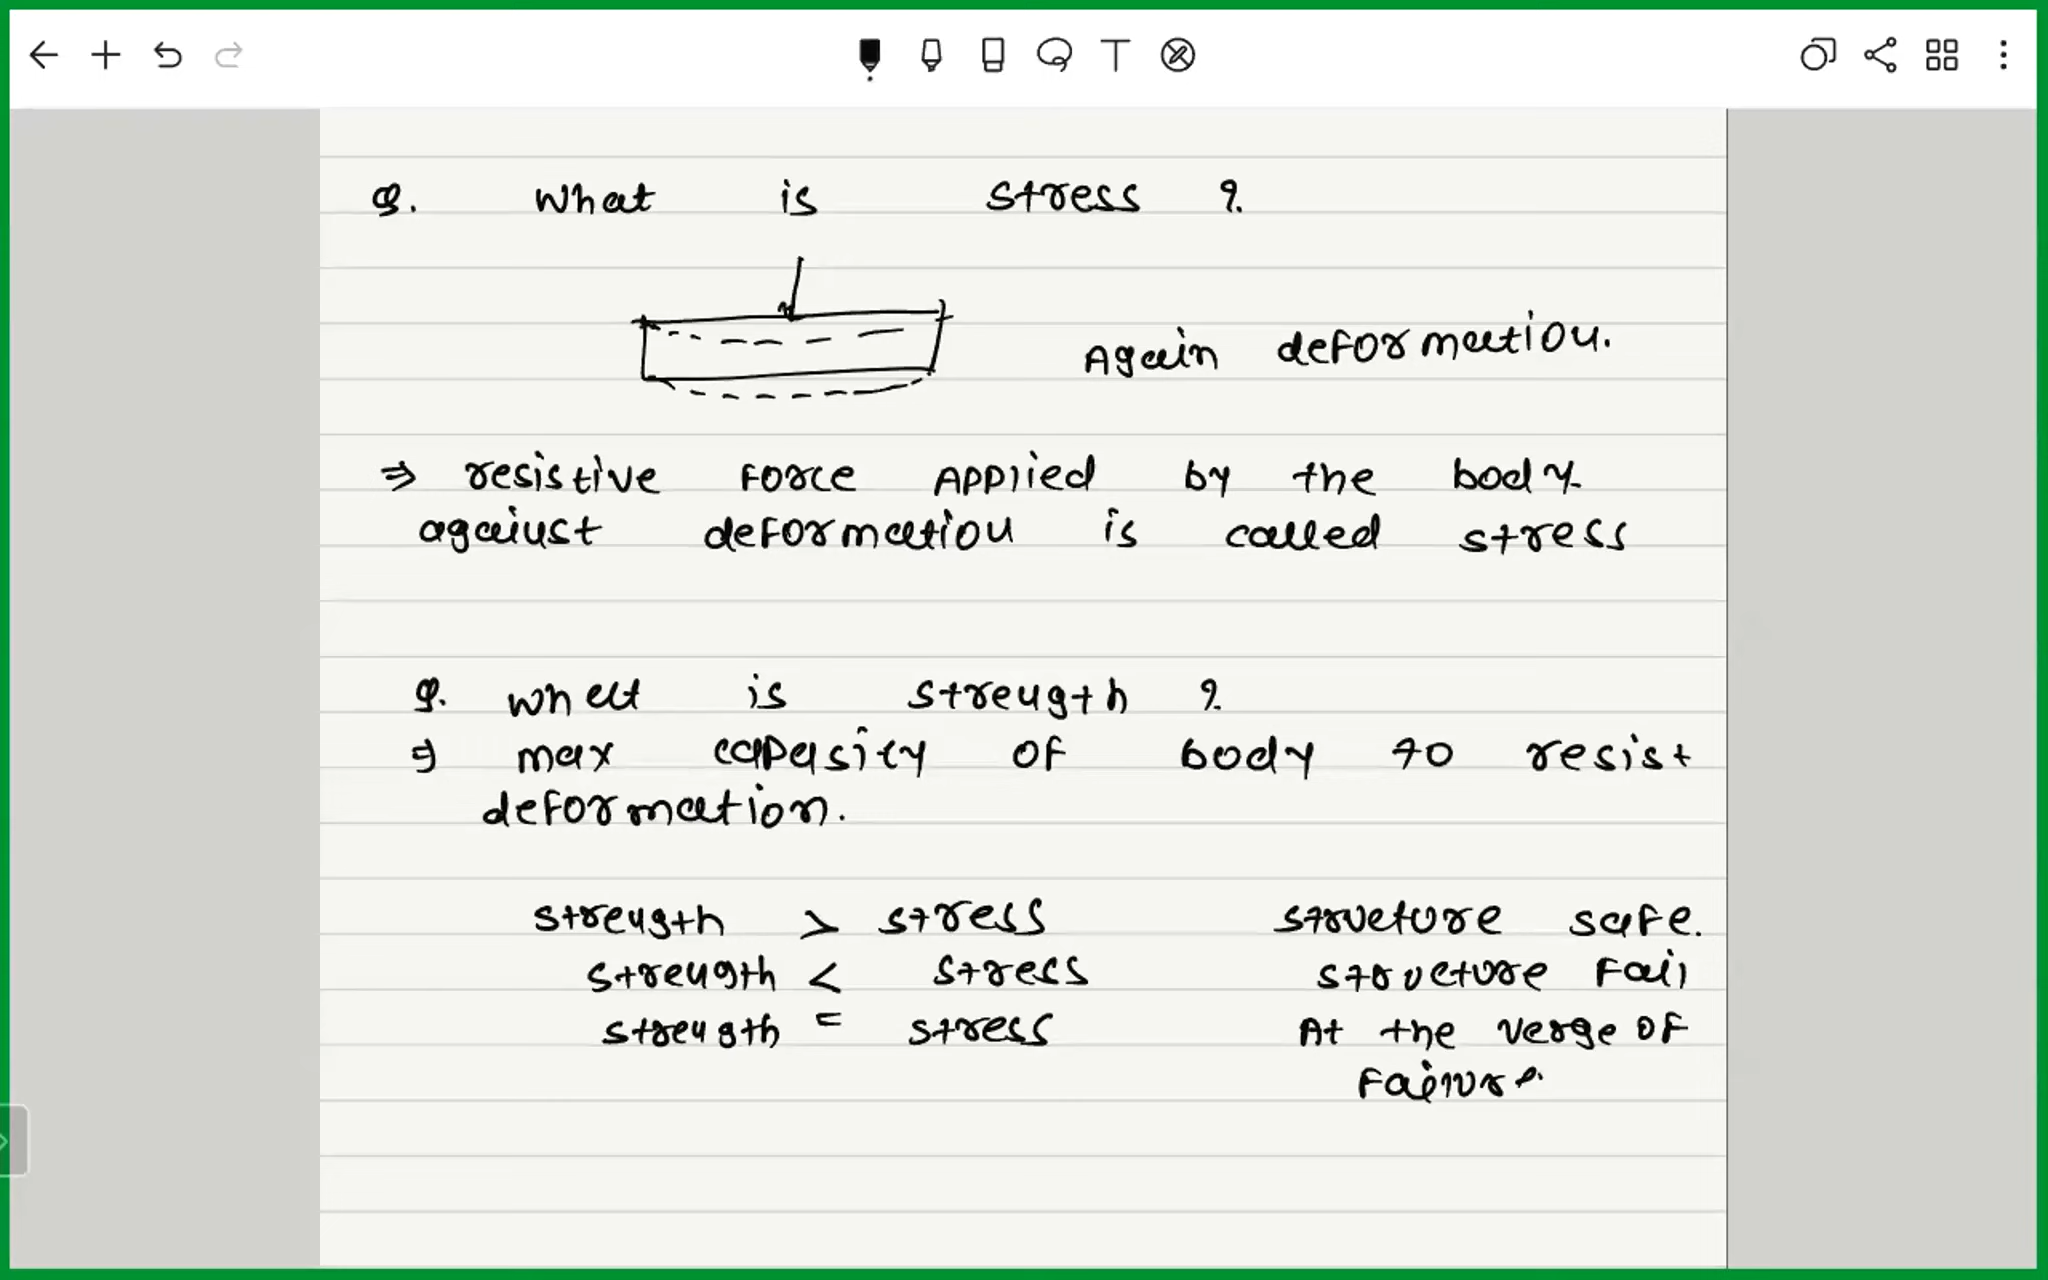 Q. What is stress ?
Again deformation.
⇒ resistive force Applied by the body
against deformation is called stress
Q. what is strength ?
⇒ max capasity of body to resist
deformation.
strength > stress structure safe.
strength < stress structure fail
strength = stress At the verge of
failure.